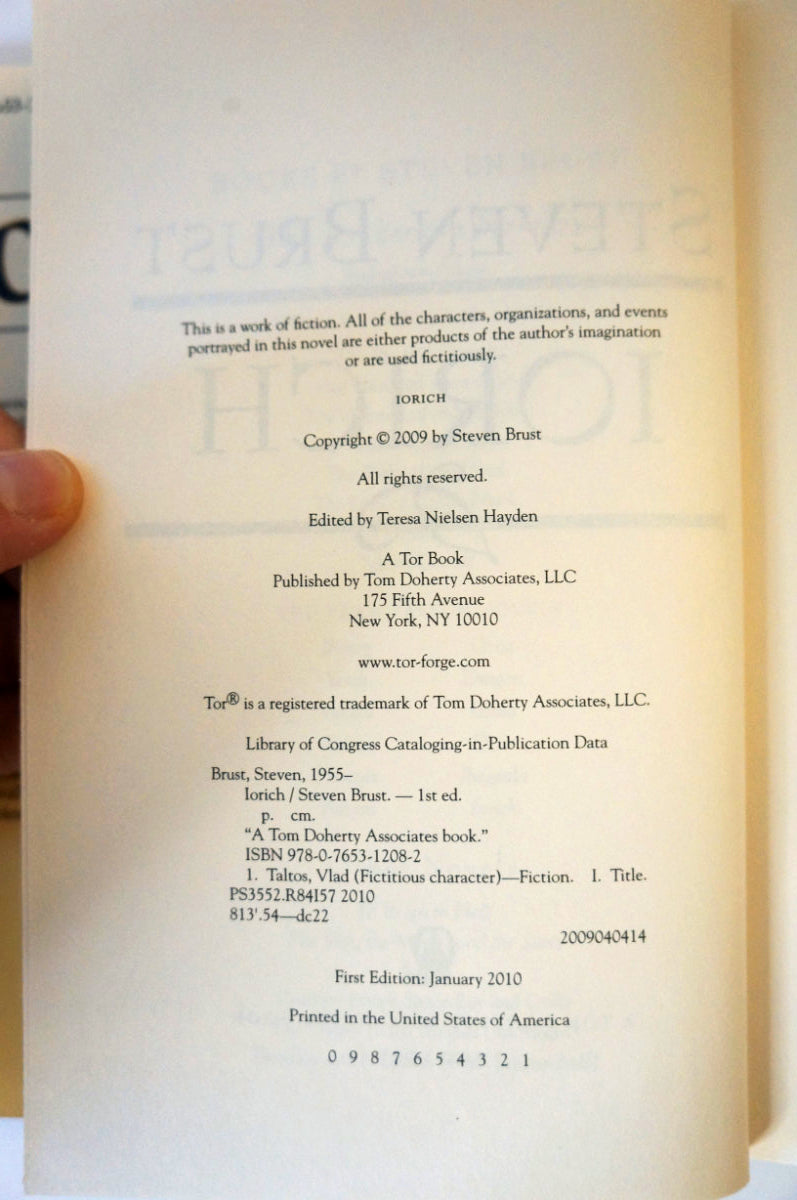 This is a work of fiction. All of the characters, organizations, and events
portrayed in this novel are either products of the author's imagination
or are used fictitiously.
IORICH
Copyright © 2009 by Steven Brust
All rights reserved.
Edited by Teresa Nielsen Hayden
A Tor Book
Published by Tom Doherty Associates, LLC
175 Fifth Avenue
New York, NY 10010
www.tor-forge.com
Tor® is a registered trademark of Tom Doherty Associates, LLC.
Library of Congress Cataloging-in-Publication Data
Brust, Steven, 1955–
Iorich / Steven Brust. — 1st ed.
p. cm.
"A Tom Doherty Associates book."
ISBN 978-0-7653-1208-2
1. Taltos, Vlad (Fictitious character)—Fiction. I. Title.
PS3552.R84I57 2010
813'.54—dc22
2009040414
First Edition: January 2010
Printed in the United States of America
0 9 8 7 6 5 4 3 2 1
STEVEN BRUST
IORICH